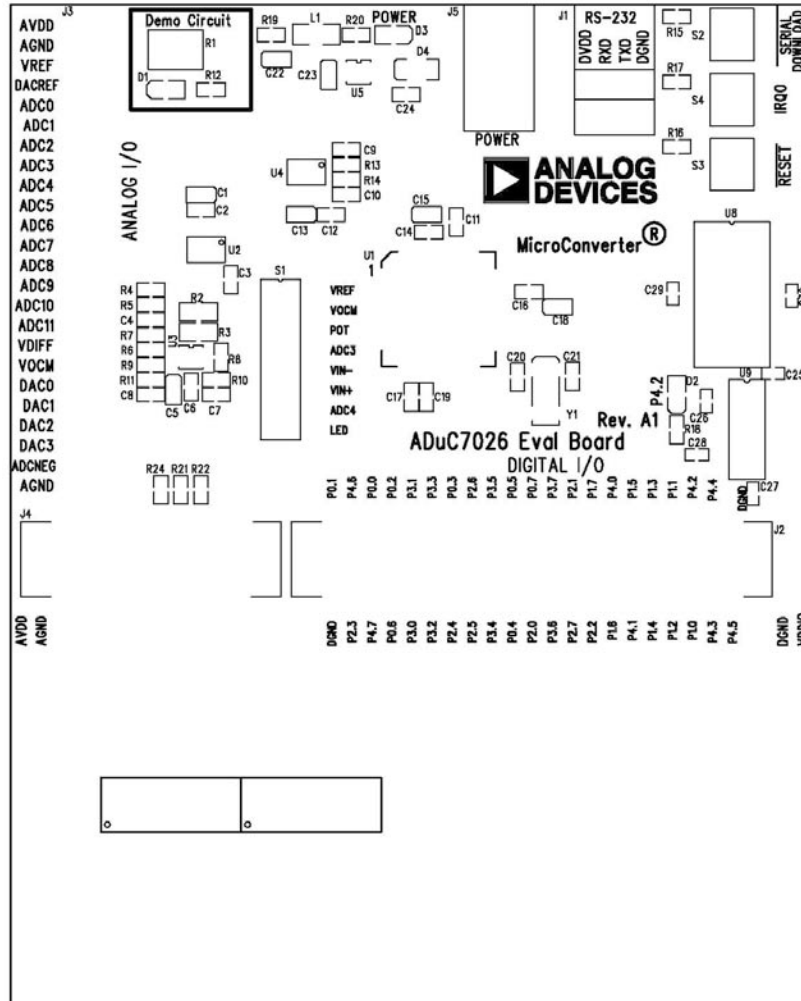 J3
Demo Circuit
R1
D1
R12
R19
L1
R20
POWER
D3
C22
C23
U5
D4
C24
J5
POWER
J1
RS-232
DVDD
RXD
TXD
DGND
R15
S2
SERIAL
DOWNLOAD
R17
S4
IRQ0
R16
S3
RESET
AVDD
AGND
VREF
DACREF
ADC0
ADC1
ADC2
ADC3
ADC4
ADC5
ADC6
ADC7
ADC8
ADC9
ADC10
ADC11
VDIFF
VOCM
DAC0
DAC1
DAC2
DAC3
ADCNEG
AGND
ANALOG I/O
C9
U4
R13
R14
C10
C13
C12
C1
C2
U2
C3
ANALOG
DEVICES
MicroConverter®
C15
C14
C11
U1
1
U8
S1
VREF
VOCM
POT
ADC3
VIN-
VIN+
ADC4
LED
R4
R5
C4
R7
R6
R9
R11
C8
R2
R3
U3
R8
R10
C5
C6
C7
C16
C18
C29
C20
C21
C17
C19
Y1
P4.2
D2
C26
R18
C28
U9
C25
C27
Rev. A1
ADuC7026 Eval Board
DIGITAL I/O
R24
R21
R22
P0.1
P4.6
P0.0
P0.2
P3.1
P3.3
P0.3
P2.6
P3.5
P0.5
P0.7
P3.7
P2.1
P1.7
P4.0
P1.5
P1.3
P1.1
P4.2
P4.4
DGND
J4
J2
AVDD
AGND
DGND
P2.3
P4.7
P0.6
P3.0
P3.2
P2.4
P2.5
P3.4
P0.4
P2.0
P3.6
P2.7
P2.2
P1.6
P4.1
P1.4
P1.2
P1.0
P4.3
P4.5
DGND